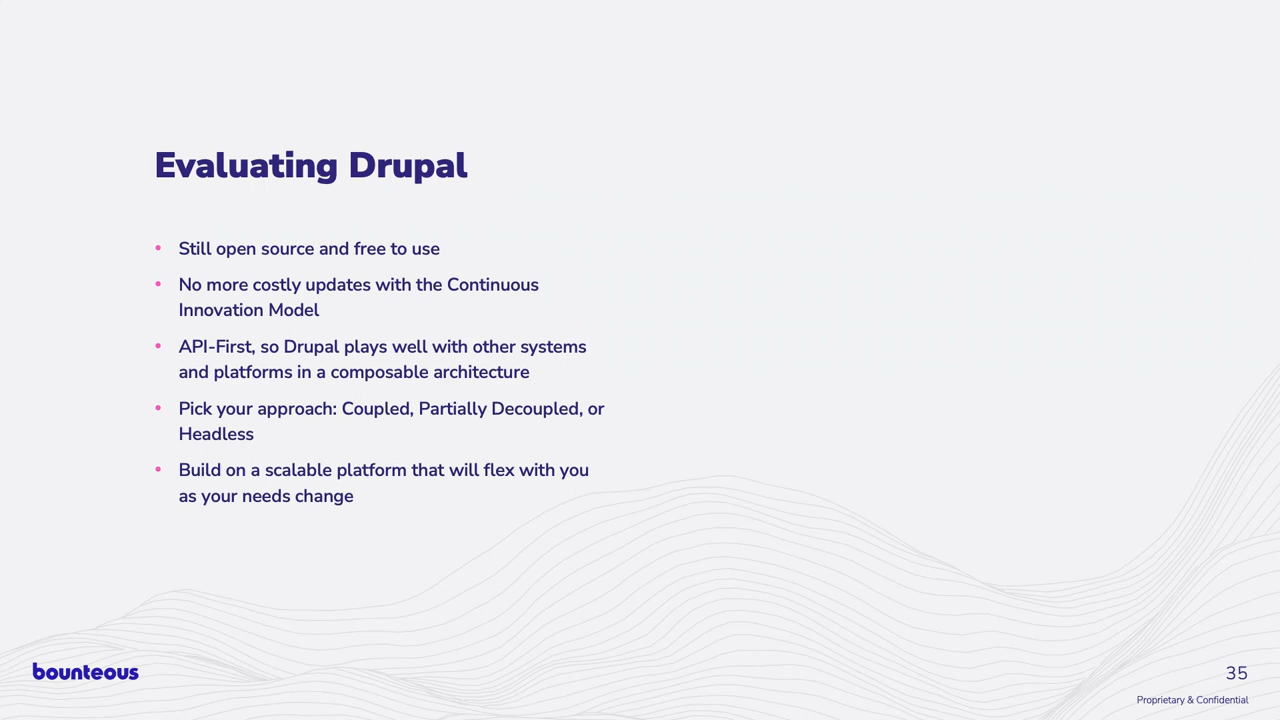 Evaluating Drupal
• Still open source and free to use
• No more costly updates with the Continuous
Innovation Model
• API-First, so Drupal plays well with other systems
and platforms in a composable architecture
• Pick your approach: Coupled, Partially Decoupled, or
Headless
• Build on a scalable platform that will flex with you
as your needs change
bounteous
35
Proprietary & Confidential